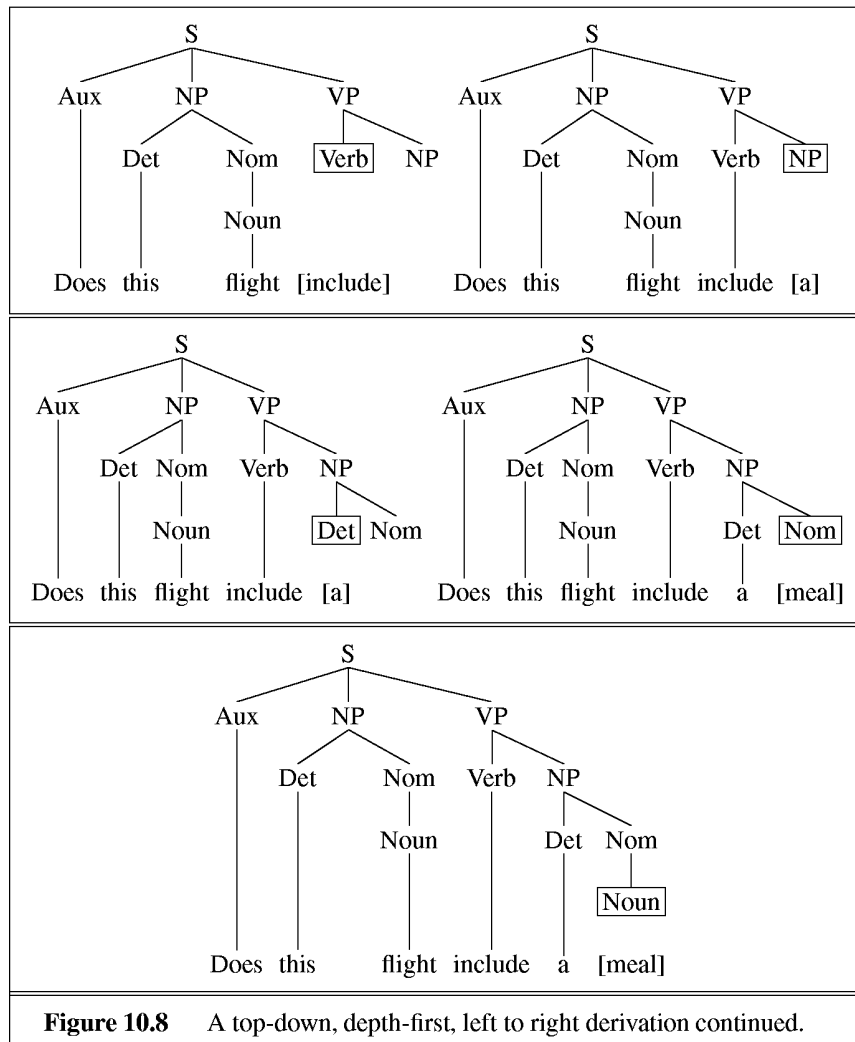 S S
Aux NP VP Aux NP VP
Det Nom Verb NP Det Nom Verb NP
Noun Noun
Does this flight [include] Does this flight include [a]
S S
Aux NP VP Aux NP VP
Det Nom Verb NP Det Nom Verb NP
Noun Det Nom Noun Det Nom
Does this flight include [a] Does this flight include a [meal]
S
Aux NP VP
Det Nom Verb NP
Noun Det Nom
Noun
Does this flight include a [meal]
Figure 10.8 A top-down, depth-first, left to right derivation continued.